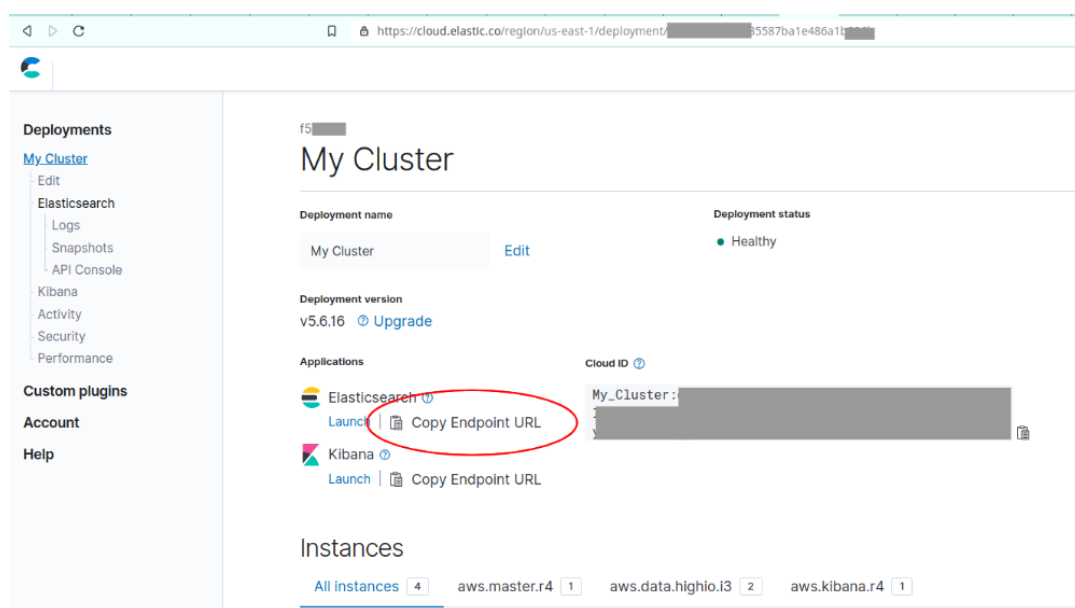 https://cloud.elastic.co/region/us-east-1/deployment/ 35587ba1e486a1b
Deployments
My Cluster
Edit
Elasticsearch
Logs
Snapshots
API Console
Kibana
Activity
Security
Performance
Custom plugins
Account
Help
f5
My Cluster
Deployment name
Deployment status
My Cluster
Edit
Healthy
Deployment version
v5.6.16 Upgrade
Applications
Cloud ID
Elasticsearch
My_Cluster:
Launch | Copy Endpoint URL
Kibana
Launch | Copy Endpoint URL
Instances
All instances 4 aws.master.r4 1 aws.data.highio.i3 2 aws.kibana.r4 1